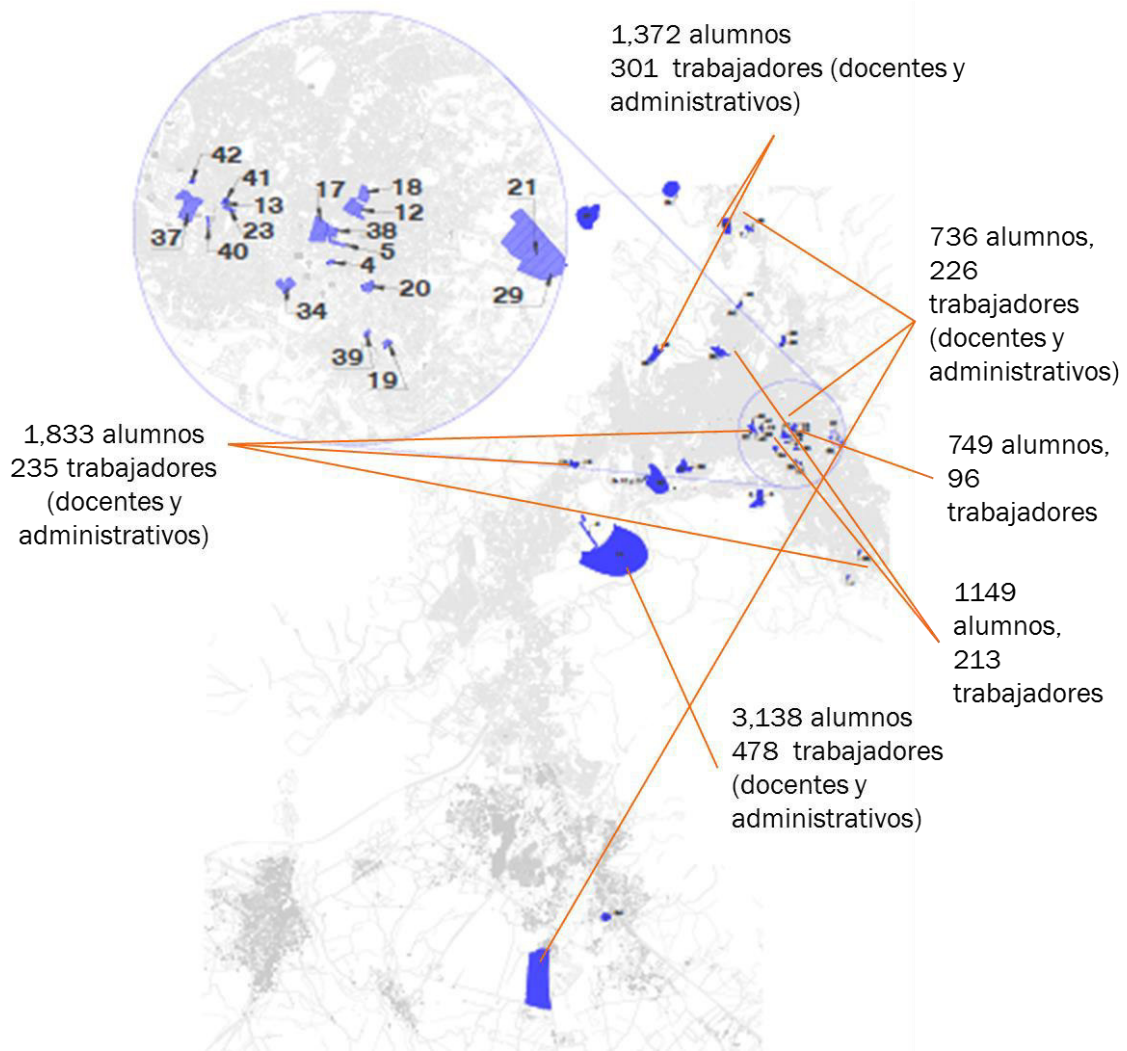 1,372 alumnos
301 trabajadores (docentes y
administrativos)
42
41
13
23
37
40
17
18
12
38
5
4
20
34
39
19
21
29
736 alumnos,
226
trabajadores
(docentes y
administrativos)
1,833 alumnos
235 trabajadores
(docentes y
administrativos)
749 alumnos,
96
trabajadores
1149
alumnos,
213
trabajadores
3,138 alumnos
478 trabajadores
(docentes y
administrativos)